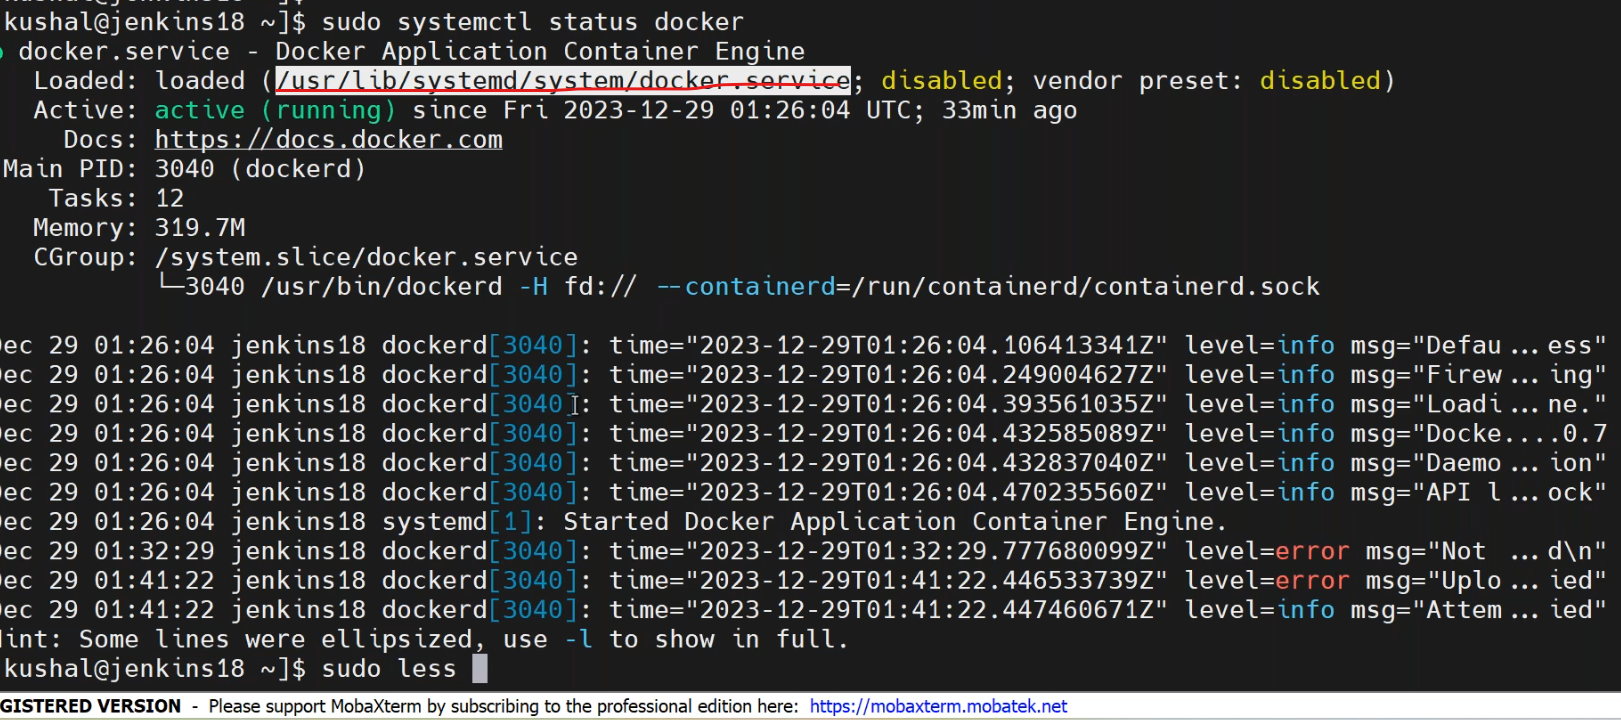 kushal@jenkins18 ~]$ sudo systemctl status docker
docker.service - Docker Application Container Engine
Loaded: loaded (/usr/lib/systemd/system/docker.service; disabled; vendor preset: disabled)
Active: active (running) since Fri 2023-12-29 01:26:04 UTC; 33min ago
Docs: https://docs.docker.com
Main PID: 3040 (dockerd)
Tasks: 12
Memory: 319.7M
CGroup: /system.slice/docker.service
└─3040 /usr/bin/dockerd -H fd:// --containerd=/run/containerd/containerd.sock
ec 29 01:26:04 jenkins18 dockerd[3040]: time="2023-12-29T01:26:04.106413341Z" level=info msg="Defau...ess"
ec 29 01:26:04 jenkins18 dockerd[3040]: time="2023-12-29T01:26:04.249004627Z" level=info msg="Firew...ing"
ec 29 01:26:04 jenkins18 dockerd[3040]: time="2023-12-29T01:26:04.393561035Z" level=info msg="Loadi...ne."
ec 29 01:26:04 jenkins18 dockerd[3040]: time="2023-12-29T01:26:04.432585089Z" level=info msg="Docke....0.7
ec 29 01:26:04 jenkins18 dockerd[3040]: time="2023-12-29T01:26:04.432837040Z" level=info msg="Daemo...ion"
ec 29 01:26:04 jenkins18 dockerd[3040]: time="2023-12-29T01:26:04.470235560Z" level=info msg="API l...ock"
ec 29 01:26:04 jenkins18 systemd[1]: Started Docker Application Container Engine.
ec 29 01:32:29 jenkins18 dockerd[3040]: time="2023-12-29T01:32:29.777680099Z" level=error msg="Not ...d\n"
ec 29 01:41:22 jenkins18 dockerd[3040]: time="2023-12-29T01:41:22.446533739Z" level=error msg="Uplo...ied"
ec 29 01:41:22 jenkins18 dockerd[3040]: time="2023-12-29T01:41:22.447460671Z" level=info msg="Attem...ied"
int: Some lines were ellipsized, use -l to show in full.
kushal@jenkins18 ~]$ sudo less
GISTERED VERSION - Please support MobaXterm by subscribing to the professional edition here: https://mobaxterm.mobatek.net